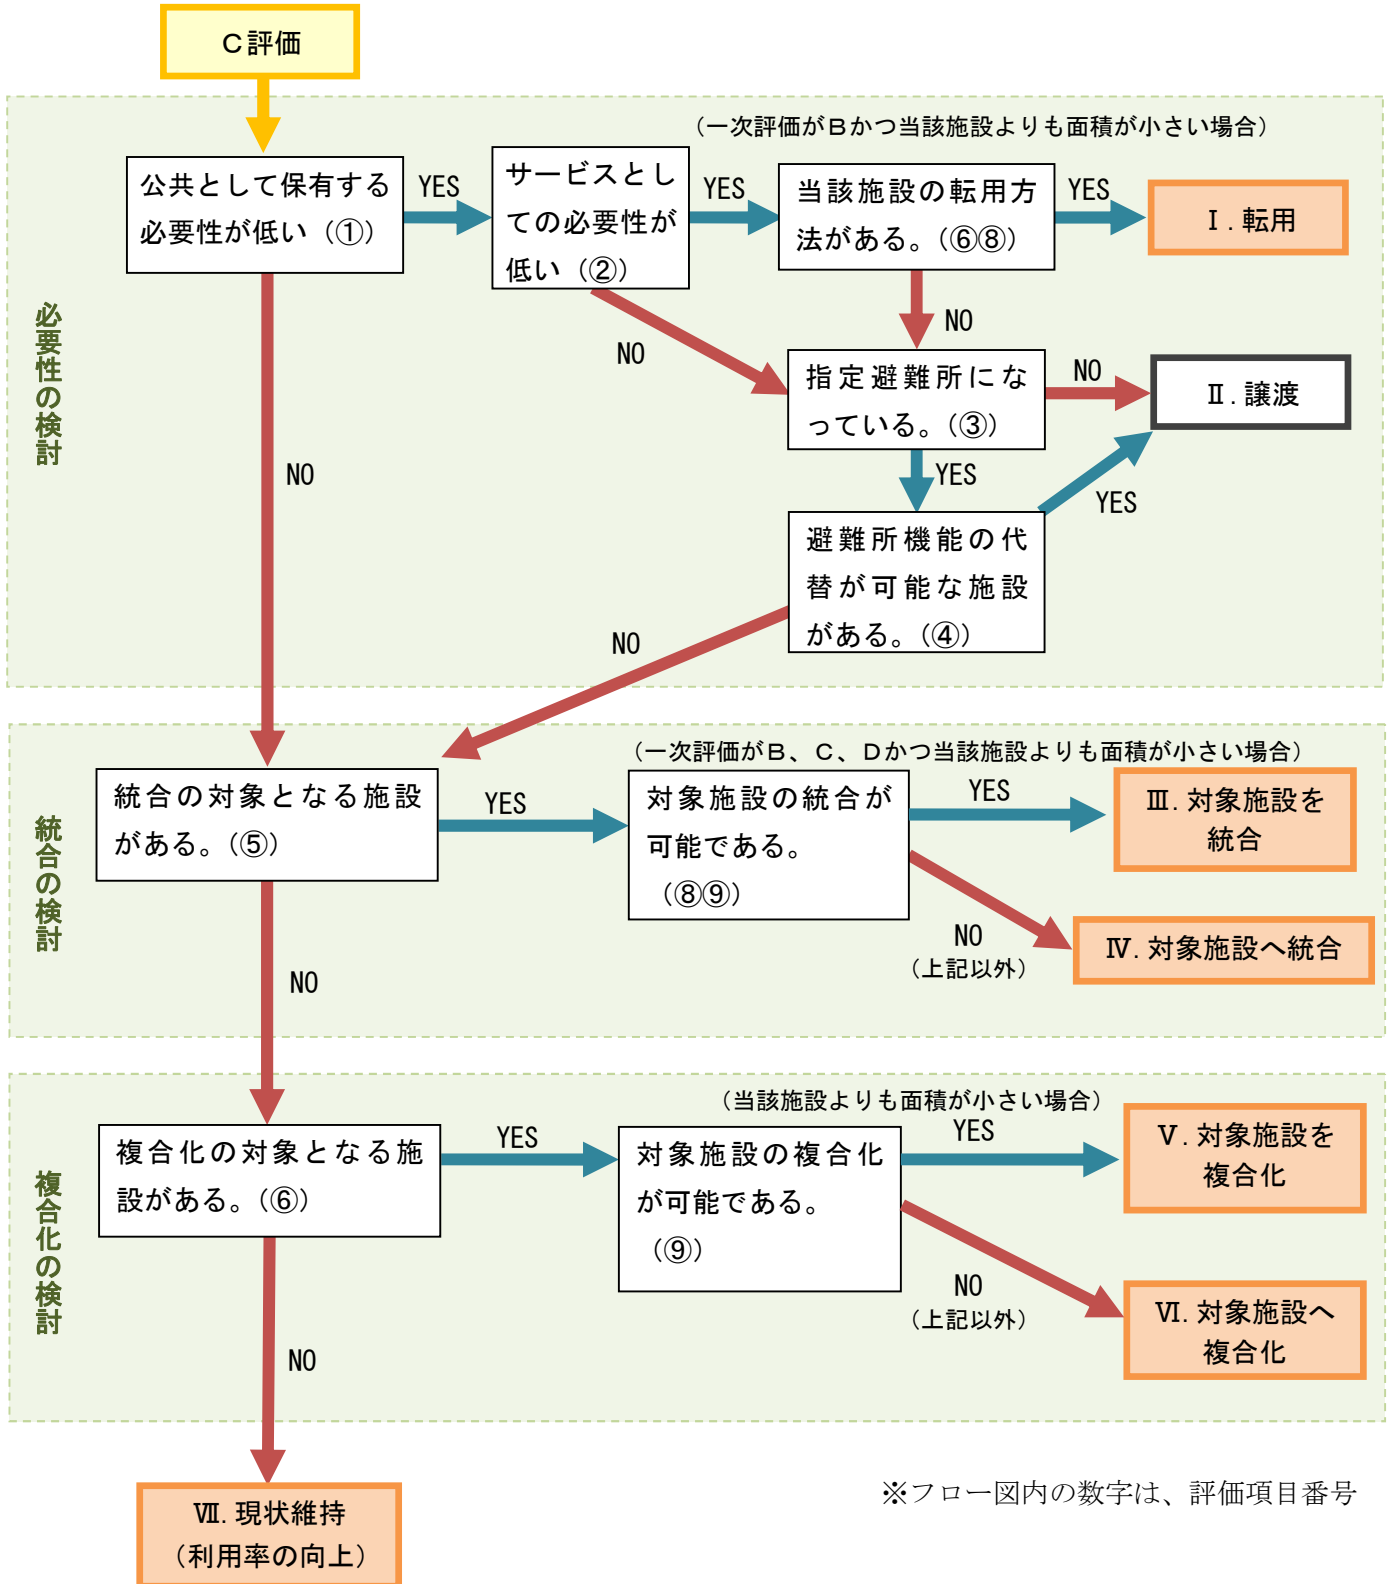 C評価
必要性の検討
(一次評価がBかつ当該施設よりも面積が小さい場合)
公共として保有する
必要性が低い(①)
YES
サービスとし
ての必要性が
低い(②)
YES
当該施設の転用方
法がある。(⑥⑧)
YES
Ⅰ.転用
NO
NO
NO
指定避難所にな
っている。(③)
NO
Ⅱ.譲渡
YES
YES
避難所機能の代
替が可能な施設
がある。(④)
NO
統合の検討
(一次評価がB、C、Dかつ当該施設よりも面積が小さい場合)
統合の対象となる施設
がある。(⑤)
YES
対象施設の統合が
可能である。
(⑧⑨)
YES
Ⅲ.対象施設を
統合
NO
(上記以外)
Ⅳ.対象施設へ統合
NO
複合化の検討
(当該施設よりも面積が小さい場合)
複合化の対象となる施
設がある。(⑥)
YES
対象施設の複合化
が可能である。
(⑨)
YES
Ⅴ.対象施設を
複合化
NO
(上記以外)
Ⅵ.対象施設へ
複合化
NO
Ⅶ.現状維持
(利用率の向上)
※フロー図内の数字は、評価項目番号